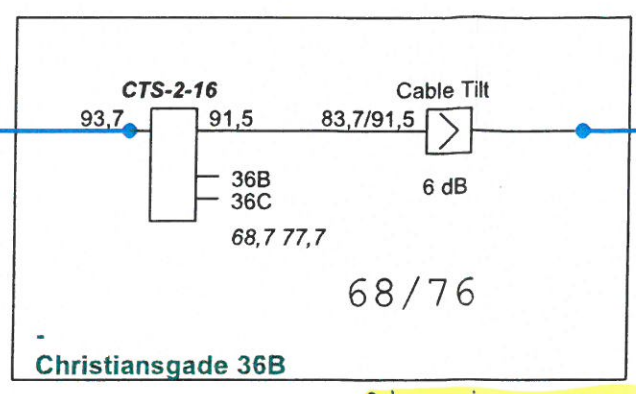 CTS-2-16
Cable Tilt
93,7
91,5
83,7/91,5
36B
36C
6 dB
68,7 77,7
68/76
-
Christiansgade 36B